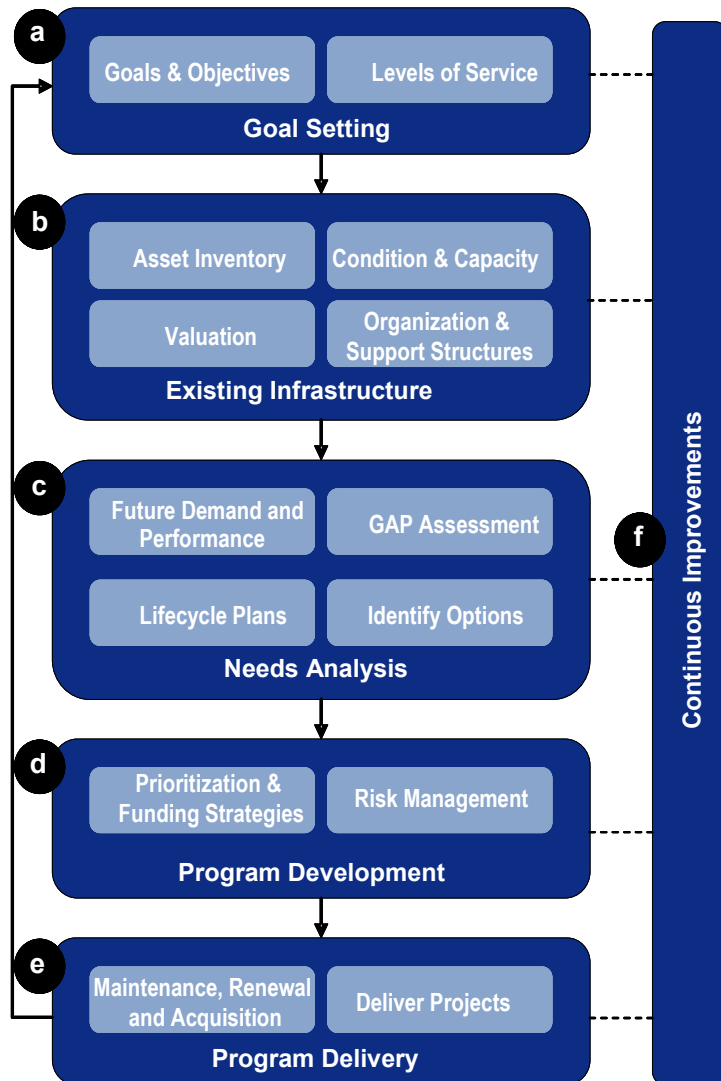 a
Goals & Objectives
Levels of Service
Goal Setting
b
Asset Inventory
Condition & Capacity
Valuation
Organization &
Support Structures
Existing Infrastructure
c
Future Demand and
Performance
GAP Assessment
Lifecycle Plans
Identify Options
Needs Analysis
d
Prioritization &
Funding Strategies
Risk Management
Program Development
e
Maintenance, Renewal
and Acquisition
Deliver Projects
Program Delivery
f
Continuous Improvements